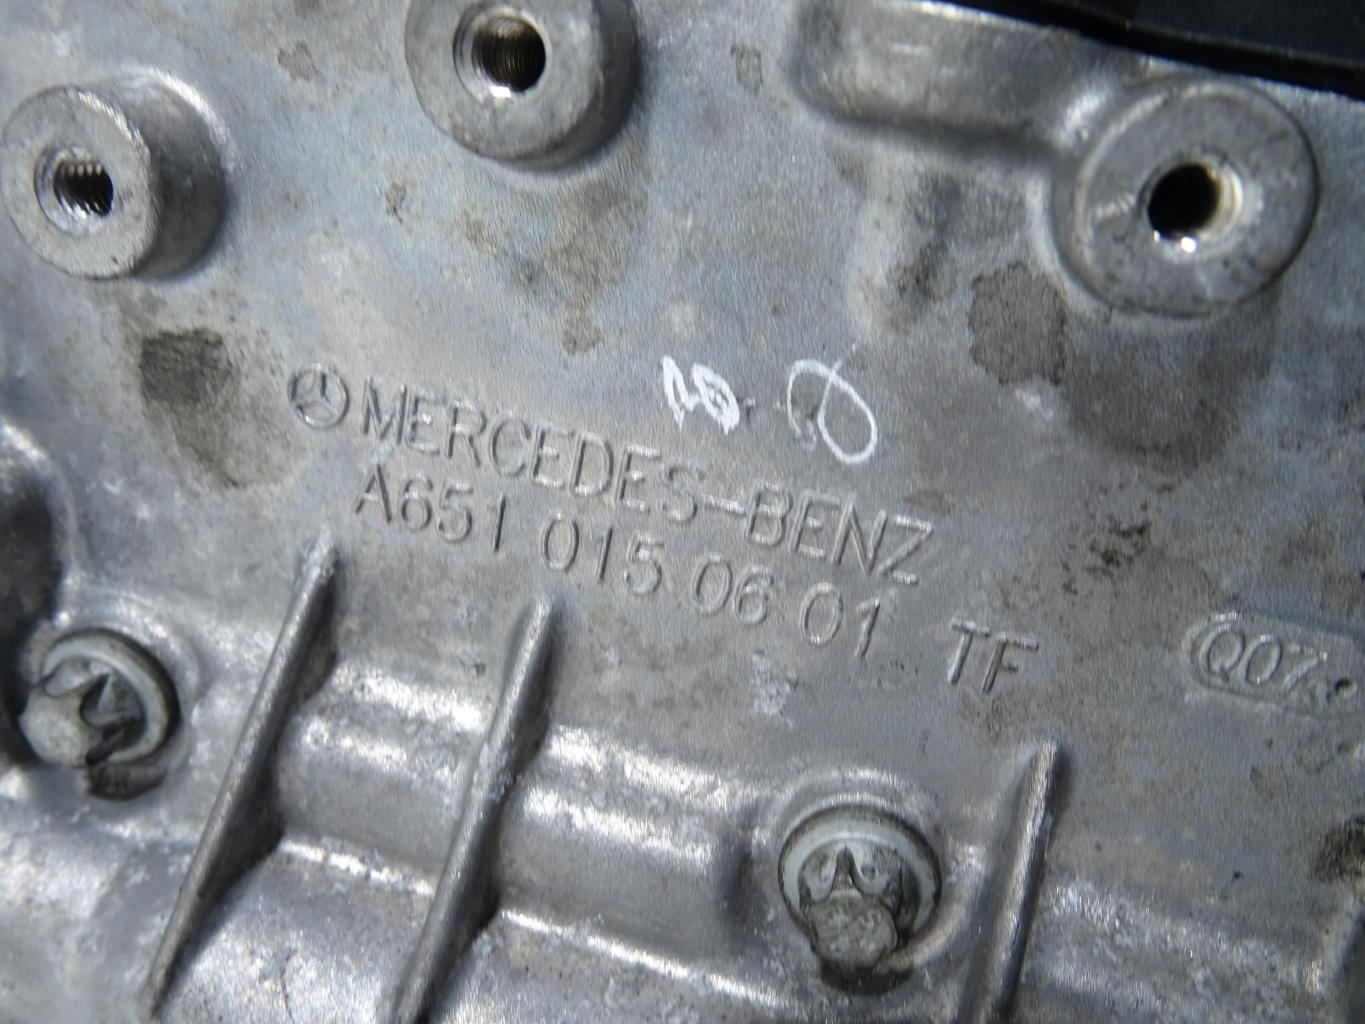 MERCEDES-BENZ
A651 015 06 01 TF
Q07